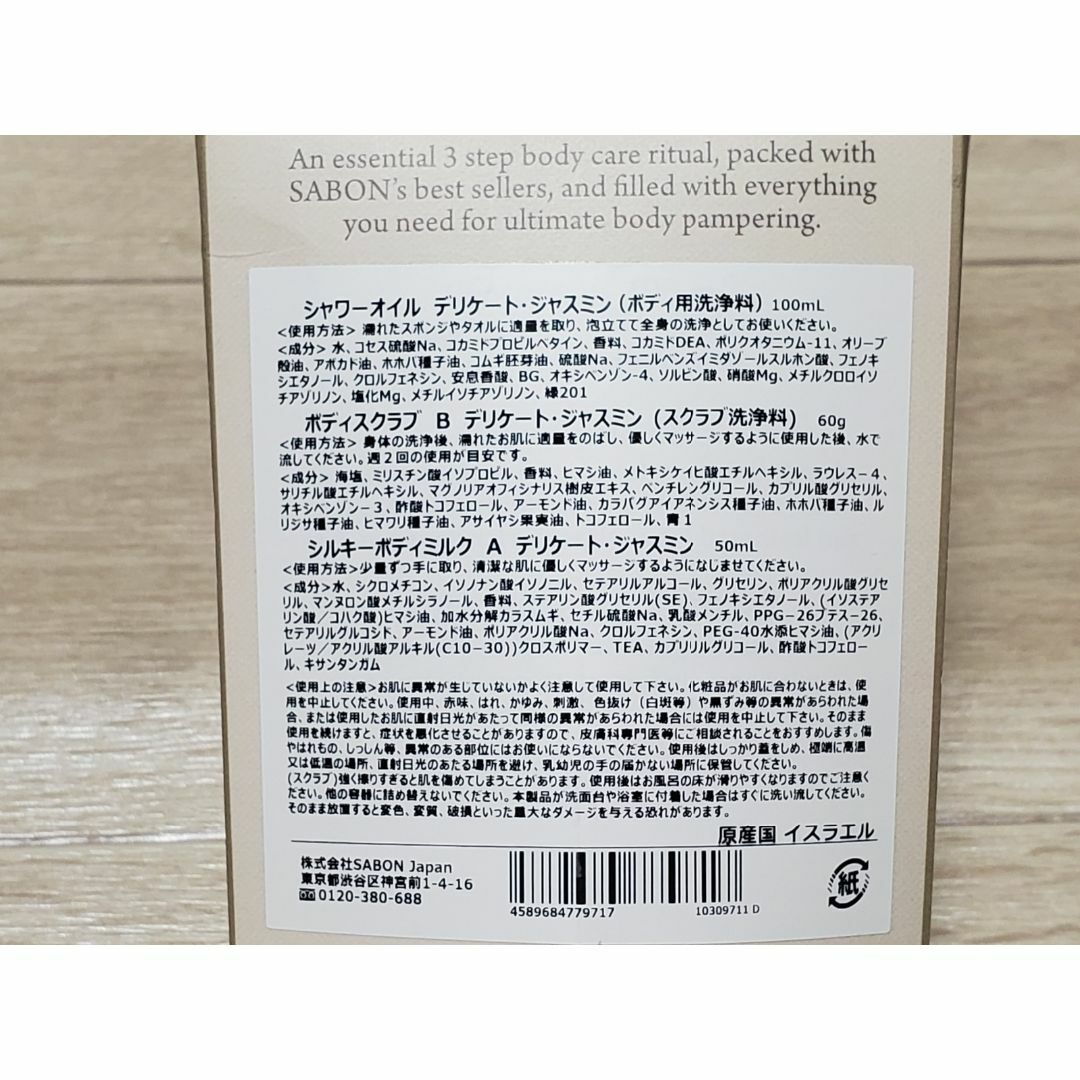 An essential 3 step body care ritual, packed with
SABON's best sellers, and filled with everything
you need for ultimate body pampering.
シャワーオイル デリケート・ジャスミン（ボディ用洗浄料）100mL
<使用方法> 濡れたスポンジやタオルに適量を取り、泡立てて全身の洗浄としてお使いください。
<成分> 水、コセス硫酸Na、コカミドプロピルベタイン、香料、コカミドDEA、ポリクオタニウム-11、オリーブ
殻油、アボカド油、ホホバ種子油、コムギ胚芽油、硫酸Na、フェニルベンズイミダゾールスルホン酸、フェノキ
シエタノール、クロルフェネシン、安息香酸、BG、オキシベンゾン-4、ソルビン酸、硝酸Mg、メチルクロロイソ
チアゾリノン、塩化Mg、メチルイソチアゾリノン、緑201
ボディスクラブ B デリケート・ジャスミン（スクラブ洗浄料） 60g
<使用方法> 身体の洗浄後、濡れたお肌に適量をのばし、優しくマッサージするように使用した後、水で
流してください。週２回の使用が目安です。
<成分> 海塩、ミリスチン酸イソプロピル、香料、ヒマシ油、メトキシケイヒ酸エチルヘキシル、ラウレス－４、
サリチル酸エチルヘキシル、マグノリアオフィシナリス樹皮エキス、ペンチレングリコール、カプリル酸グリセリル、
オキシベンゾン－３、酢酸トコフェロール、アーモンド油、カラパグアイアネンシス種子油、ホホバ種子油、ル
リジサ種子油、ヒマワリ種子油、アサイヤシ果実油、トコフェロール、青１
シルキーボディミルク A デリケート・ジャスミン 50mL
<使用方法>少量ずつ手に取り、清潔な肌に優しくマッサージするようになじませてください。
<成分>水、シクロメチコン、イソノナン酸イソノニル、セテアリルアルコール、グリセリン、ポリアクリル酸グリセ
リル、マンヌロン酸メチルシラノール、香料、ステアリン酸グリセリル(SE)、フェノキシエタノール、(イソステア
リン酸／コハク酸)ヒマシ油、加水分解カラスムギ、セチル硫酸Na、乳酸メンチル、PPG－26ブテス－26、
セテアリルグルコシド、アーモンド油、ポリアクリル酸Na、クロルフェネシン、PEG-40水添ヒマシ油、(アクリ
レーツ／アクリル酸アルキル(C10－30))クロスポリマー、TEA、カプリリルグリコール、酢酸トコフェロー
ル、キサンタンガム
<使用上の注意>お肌に異常が生じていないかよく注意して使用して下さい。化粧品がお肌に合わないときは、使
用を中止してください。使用中、赤味、はれ、かゆみ、刺激、色抜け（白斑等）や黒ずみ等の異常があらわれた場
合、または使用したお肌に直射日光があたって同様の異常があらわれた場合には使用を中止して下さい。そのまま
使用を続けますと、症状を悪化させることがありますので、皮膚科専門医等にご相談されることをおすすめします。傷
やはれもの、しっしん等、異常のある部位にはお使いにならないでください。使用後はしっかり蓋をしめ、極端に高温
又は低温の場所、直射日光のあたる場所を避け、乳幼児の手の届かない場所に保管してください。
(スクラブ)強く擦りすぎると肌を傷めてしまうことがあります。使用後はお風呂の床が滑りやすくなりますのでご注意く
ださい。他の容器に詰め替えないでください。本製品が洗面台や浴室に付着した場合はすぐに洗い流してください。
そのまま放置すると変色、変質、破損といった重大なダメージを与える恐れがあります。
原産国 イスラエル
株式会社SABON Japan
東京都渋谷区神宮前1-4-16
0120-380-688
4589684779717
10309711 D
紙